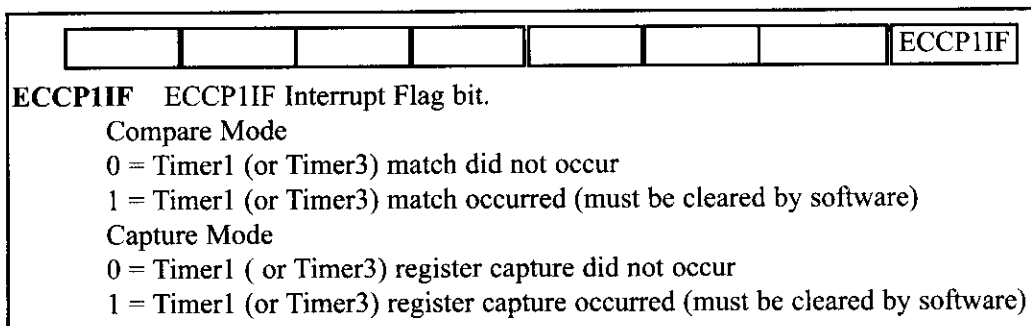 ECCP1IF
ECCP1IF ECCP1IF Interrupt Flag bit.
Compare Mode
0 = Timer1 (or Timer3) match did not occur
1 = Timer1 (or Timer3) match occurred (must be cleared by software)
Capture Mode
0 = Timer1 ( or Timer3) register capture did not occur
1 = Timer1 (or Timer3) register capture occurred (must be cleared by software)